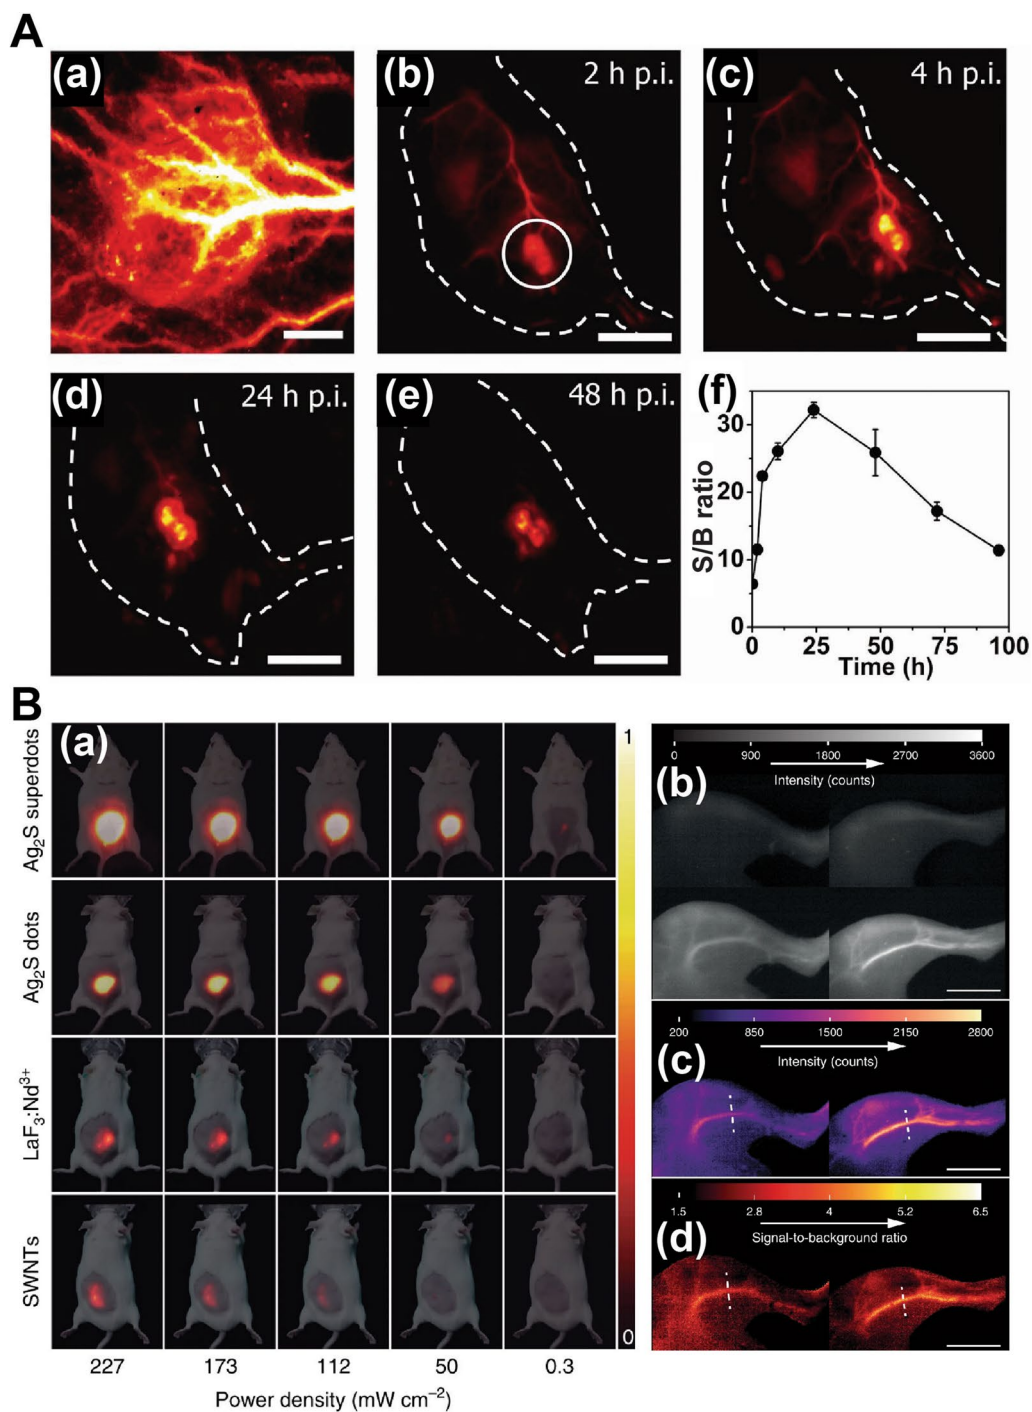 A
(a)
(b)
2 h p.i.
(c)
4 h p.i.
(d)
24 h p.i.
(e)
48 h p.i.
(f)
S/B ratio
30
20
10
0
0 25 50 75 100
Time (h)
B
(a)
Ag₂S superdots
Ag₂S dots
LaF₃:Nd³⁺
SWNTs
227 173 112 50 0.3
Power density (mW cm⁻²)
1
0
0 900 1800 2700 3600
Intensity (counts)
(b)
200 850 1500 2150 2800
Intensity (counts)
(c)
1.5 2.8 4 5.2 6.5
Signal-to-background ratio
(d)